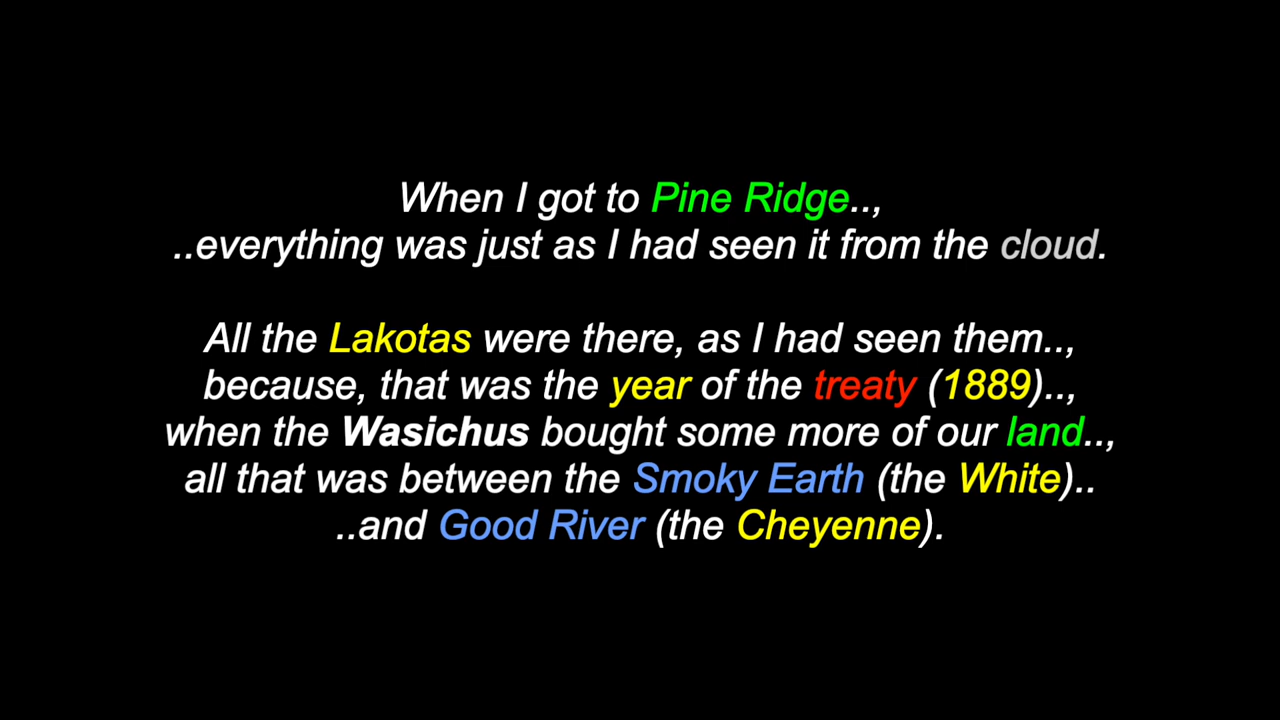 When I got to Pine Ridge..,
..everything was just as I had seen it from the cloud.
All the Lakotas were there, as I had seen them..,
because, that was the year of the treaty (1889)..,
when the Wasichus bought some more of our land..,
all that was between the Smoky Earth (the White)..
..and Good River (the Cheyenne).